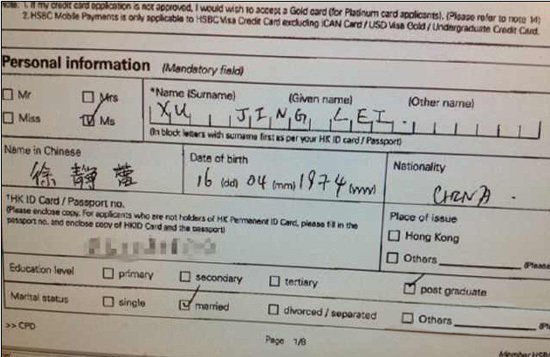 Note: 1. If my credit card application is not approved, I would wish to accept a Gold card (for Platinum card applicants). (Please refer to note 14)
2. HSBC Mobile Payments is only applicable to HSBC Visa Credit Card excluding iCAN Card / USD Visa Gold / Undergraduate Credit Card.
Personal information (Mandatory field)
Mr Mrs *Name (Surname) (Given name) (Other name)
Miss Ms XU JING LEI.
(In block letters with surname first as per your HK ID card / Passport)
Name in Chinese Date of birth Nationality
徐 静 蕾 16 (dd) 04 (mm) 1974 (yyyy) CHINA.
*HK ID Card / Passport no. Place of issue
(Please enclose copy. For applicants who are not holders of HK Permanent ID Card, please fill in the
passport no. and enclose copy of HKID Card and the passport)
Hong Kong
Others (Please
Education level primary secondary tertiary post graduate
Marital status single married divorced / separated Others (Ple
>> CPD Page 1/8